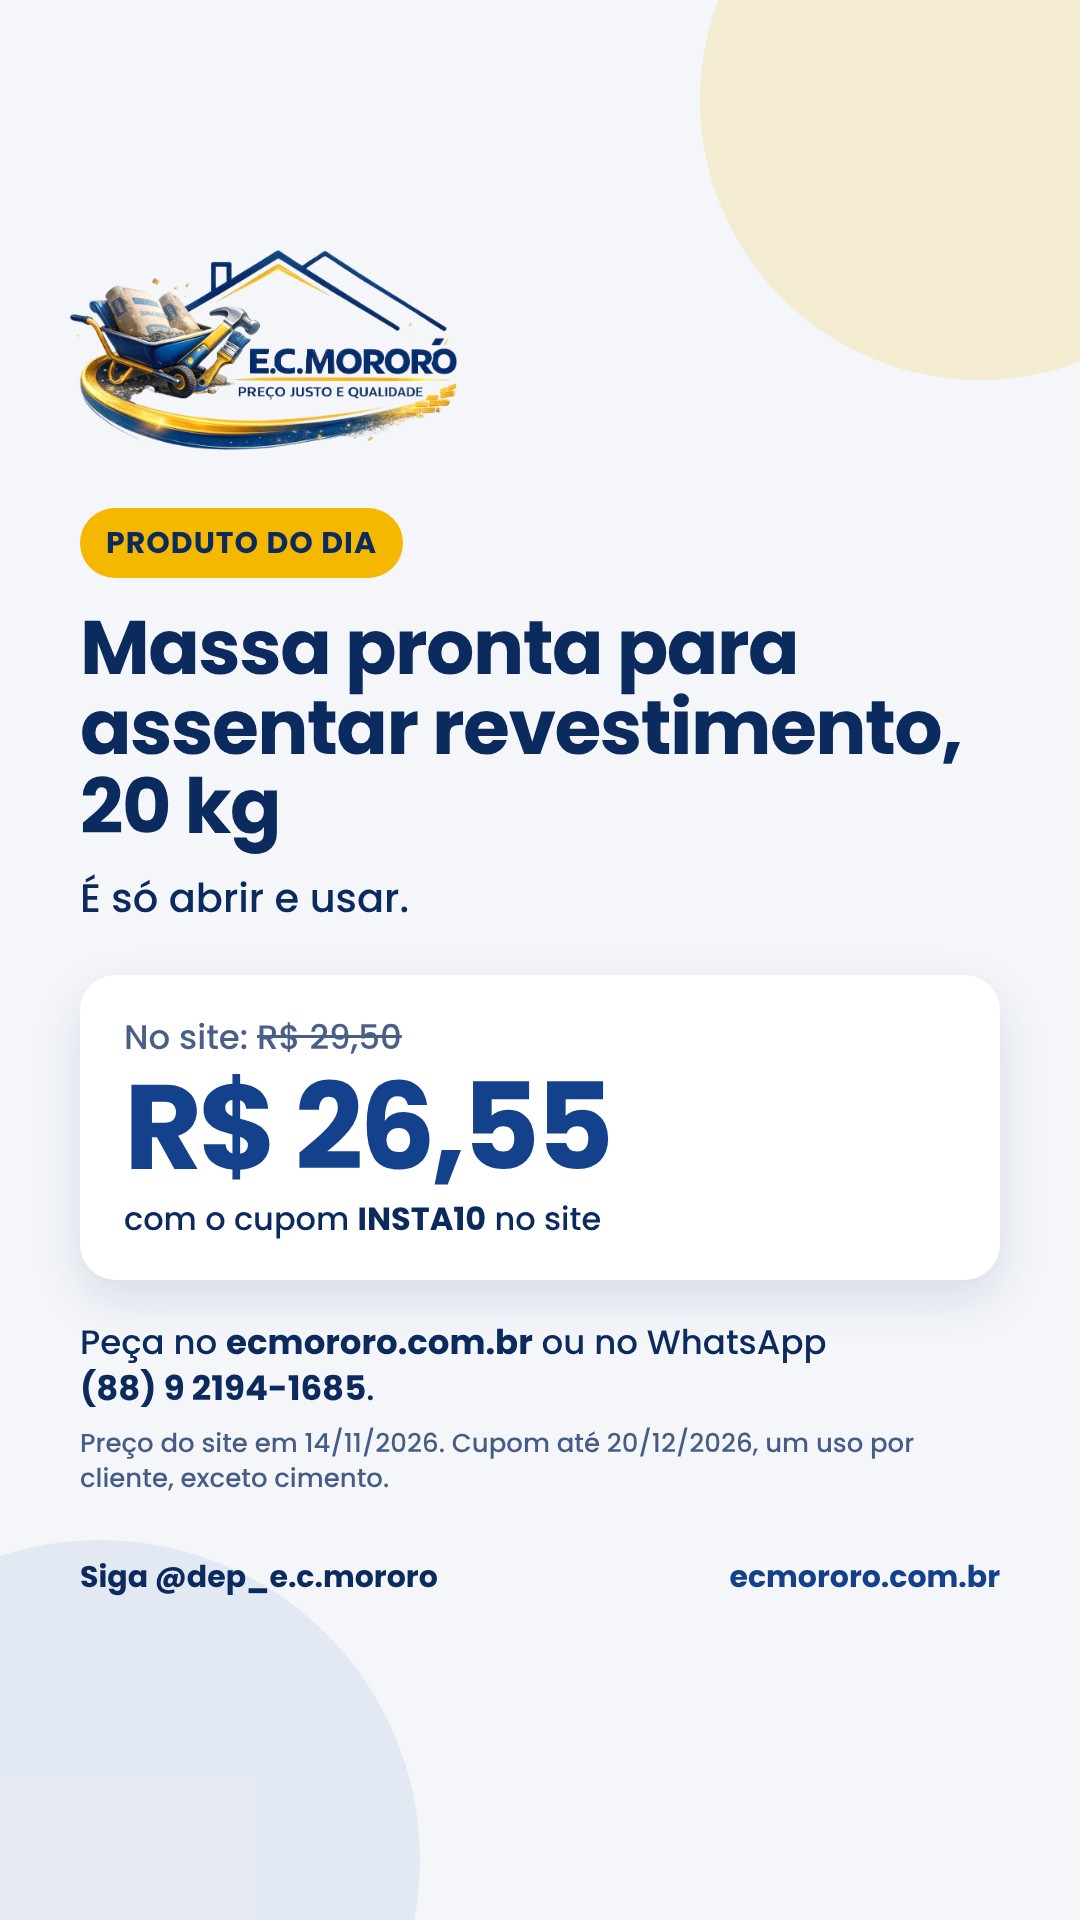 E.C.MORORÓ
PREÇO JUSTO E QUALIDADE
PRODUTO DO DIA
Massa pronta para
assentar revestimento,
20 kg
É só abrir e usar.
No site: R$ 29,50
R$ 26,55
com o cupom INSTA10 no site
Peça no ecmororo.com.br ou no WhatsApp
(88) 9 2194-1685.
Preço do site em 14/11/2026. Cupom até 20/12/2026, um uso por
cliente, exceto cimento.
Siga @dep_e.c.mororo
ecmororo.com.br